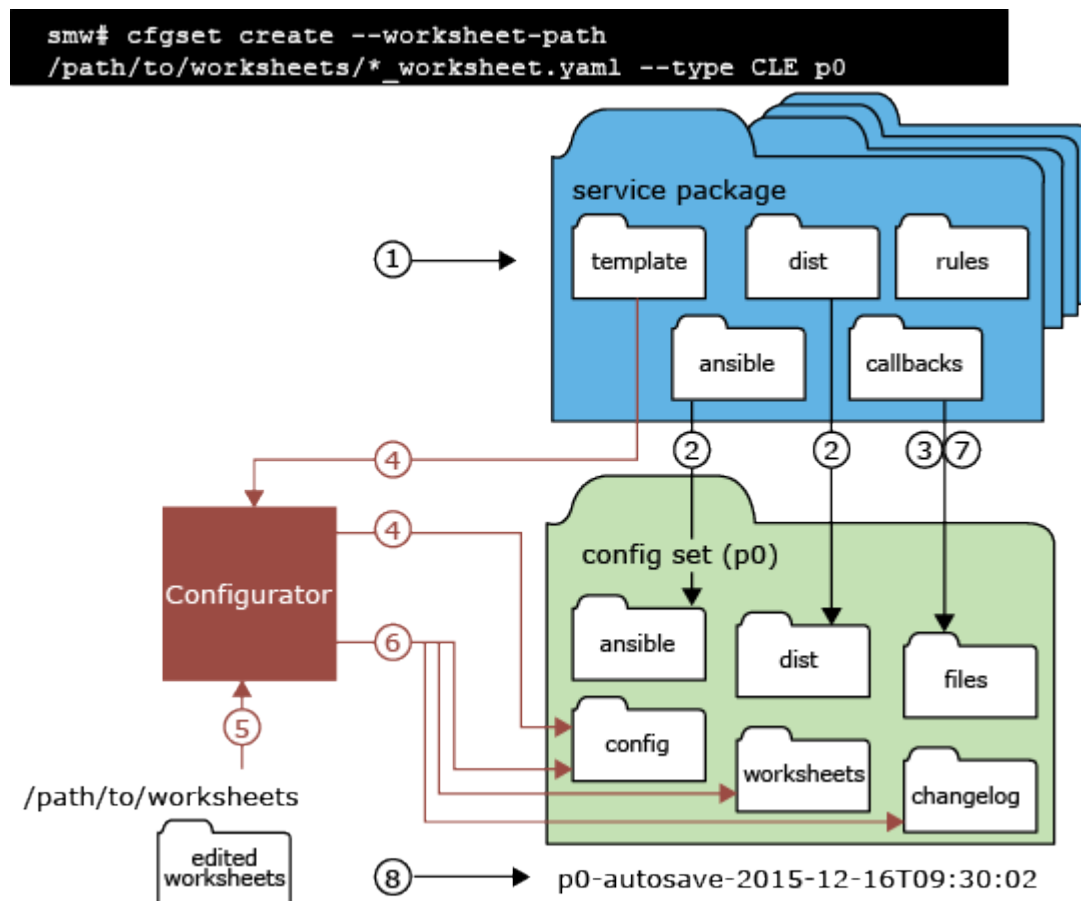 smw# cfgset create --worksheet-path
/path/to/worksheets/*_worksheet.yaml --type CLE p0
service package
template
dist
rules
1
ansible
callbacks
2
2
3
7
4
4
config set (p0)
Configurator
ansible
dist
files
6
5
config
worksheets
changelog
/path/to/worksheets
edited
worksheets
8
p0-autosave-2015-12-16T09:30:02